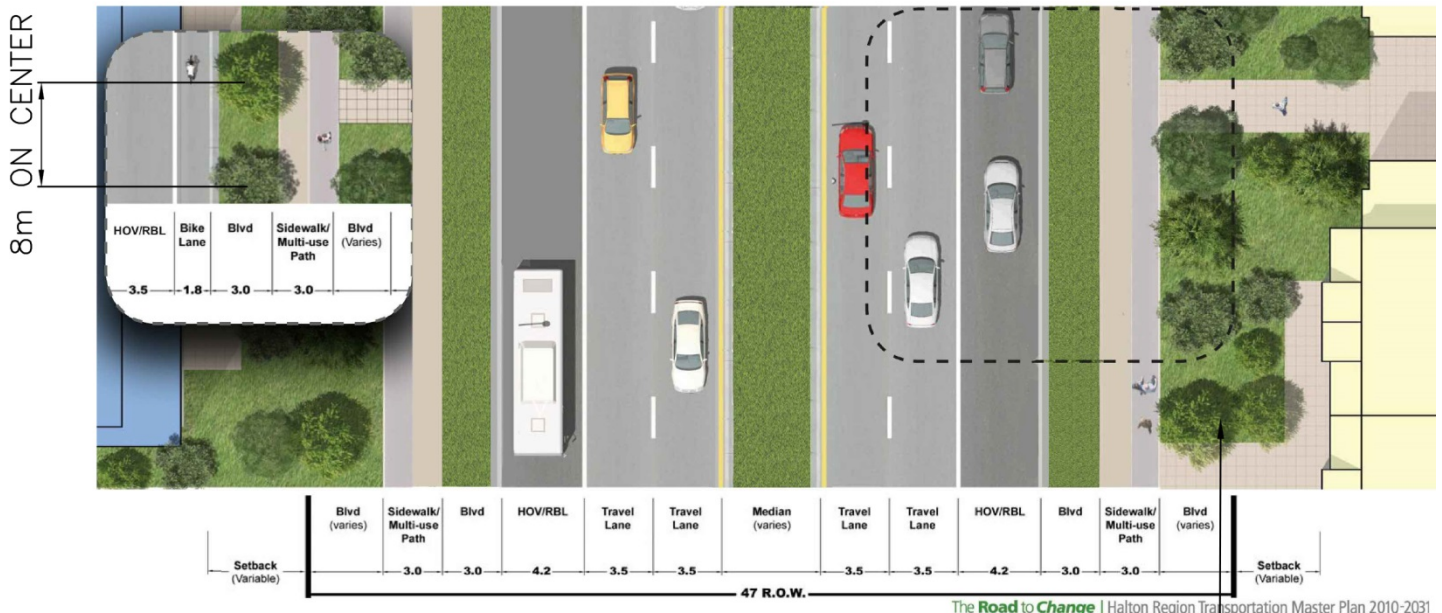 8m ON CENTER
HOV/RBL
Bike
Lane
Blvd
Sidewalk/
Multi-use
Path
Blvd
(Varies)
3.5
1.8
3.0
3.0
Setback
(Variable)
Blvd
(varies)
Sidewalk/
Multi-use
Path
3.0
Blvd
3.0
HOV/RBL
4.2
Travel
Lane
3.5
Travel
Lane
3.5
Median
(varies)
Travel
Lane
3.5
Travel
Lane
3.5
HOV/RBL
4.2
Blvd
3.0
Sidewalk/
Multi-use
Path
3.0
Blvd
(varies)
Setback
(Variable)
47 R.O.W.
The Road to Change | Halton Region Transportation Master Plan 2010-2031